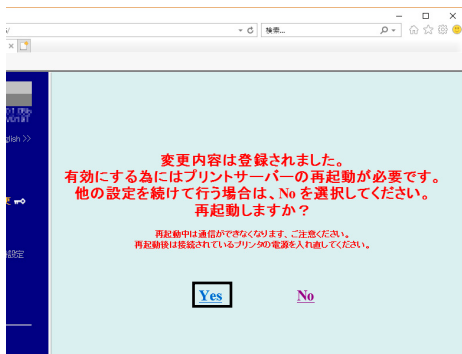 検索...
glish >>
変更内容は登録されました。
有効にする為にはプリントサーバーの再起動が必要です。
他の設定を続けて行う場合は、Noを選択してください。
再起動しますか？
再起動中は通信ができなくなります、ご注意ください。
再起動後は接続されているプリンタの電源を入れ直してください。
更
設定
Yes
No